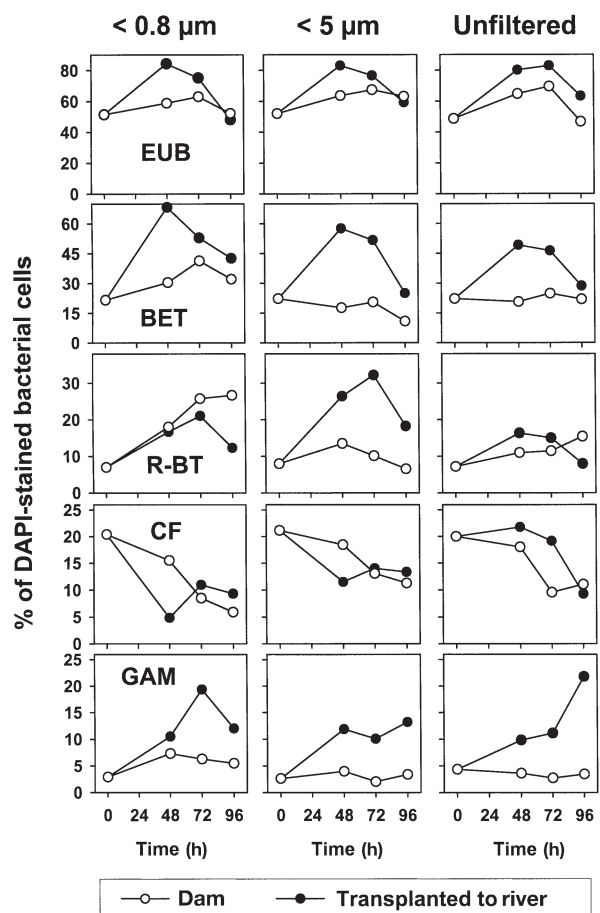 < 0.8 µm < 5 µm Unfiltered
% of DAPI-stained bacterial cells
80
60
40
20
0
EUB
60
45
30
15
0
BET
30
20
10
0
R-BT
25
20
15
10
5
0
CF
25
20
15
10
5
0
GAM
0 24 48 72 96 0 24 48 72 96 0 24 48 72 96
Time (h) Time (h) Time (h)
Dam Transplanted to river